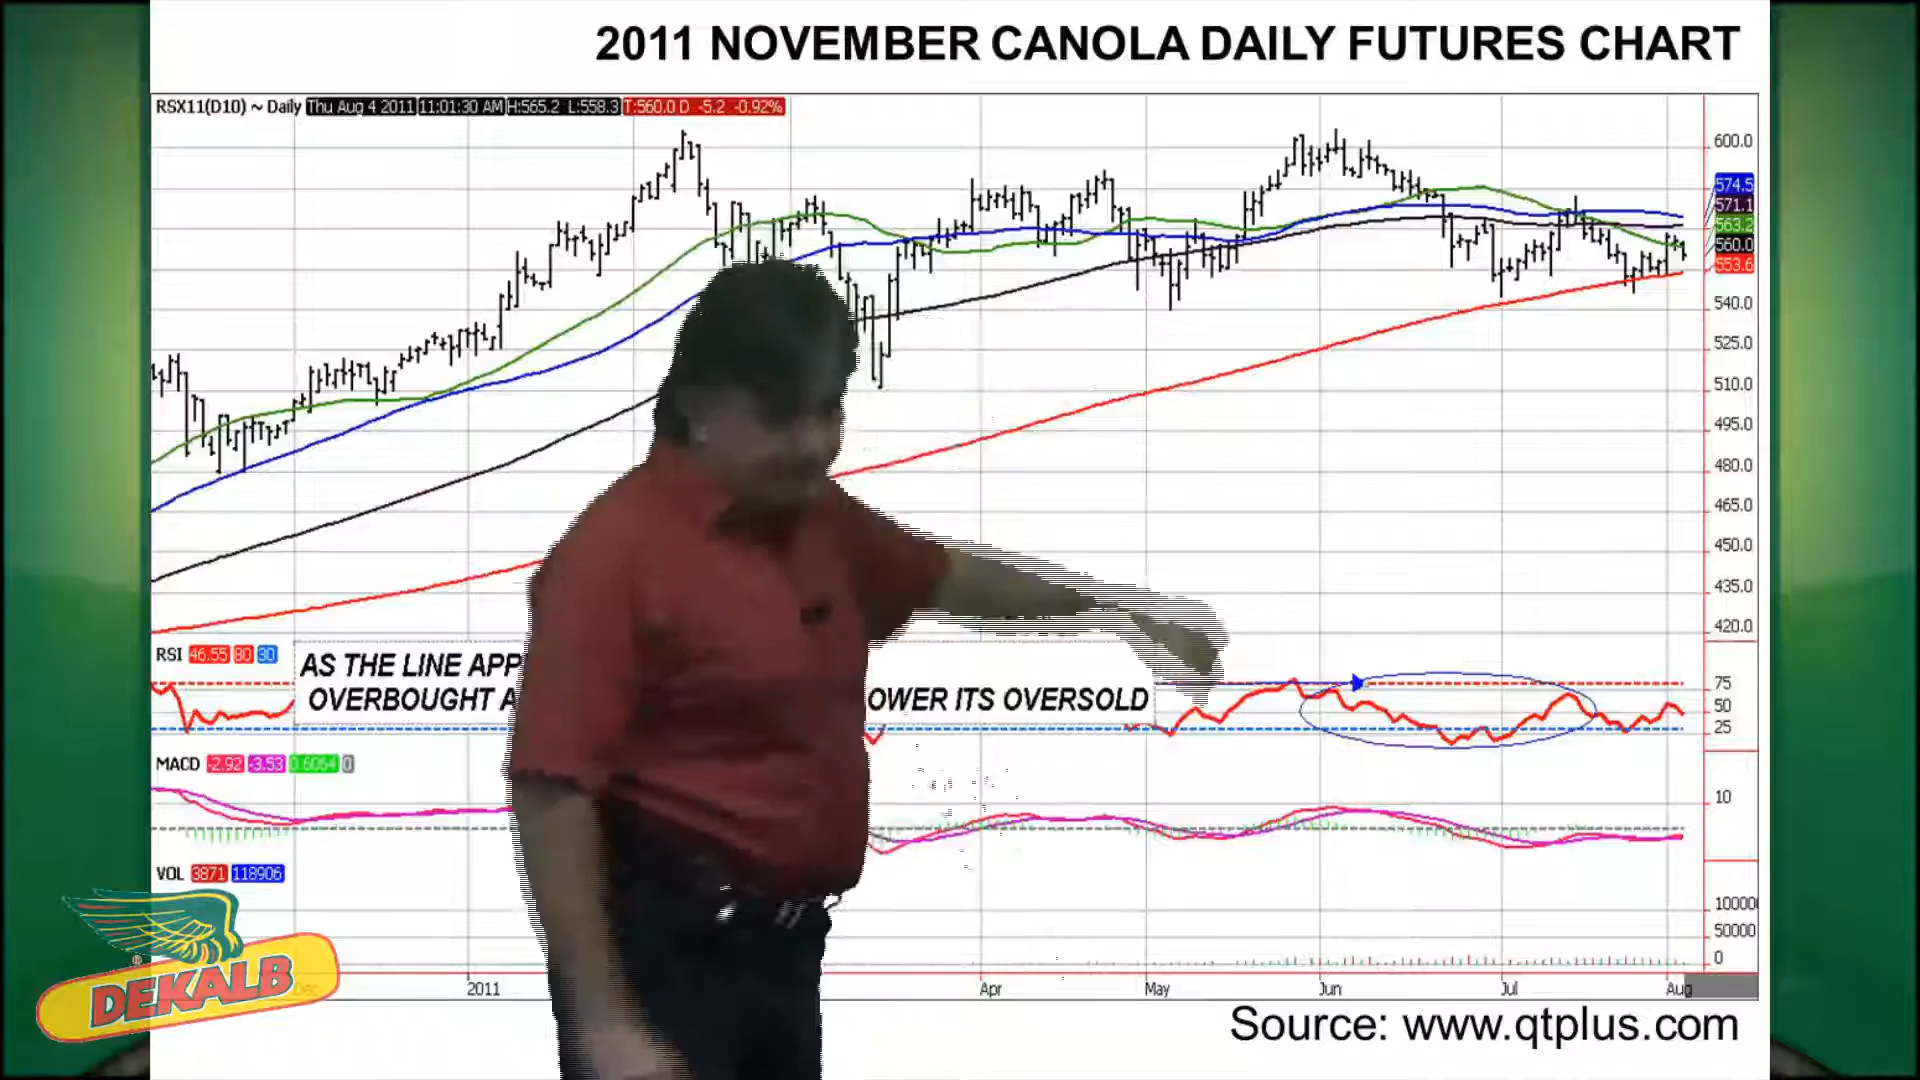 2011 NOVEMBER CANOLA DAILY FUTURES CHART
RSX11(D10) ~ Daily Thu Aug 4 2011 11:01:30 AM H:565.2 L:558.3 T:560.0 D -5.2 -0.92%
600.0
574.5
571.1
563.2
560.0
553.6
540.0
525.0
510.0
495.0
480.0
465.0
450.0
435.0
420.0
RSI 46.55 80 30
AS THE LINE APP
OVERBOUGHT A OWER ITS OVERSOLD
75
50
25
MACD -2.92 -3.53 0.6064 0
10
VOL 3871 118906
100000
50000
0
Dec 2011 Apr May Jun Jul Aug
DEKALB ®
Source: www.qtplus.com